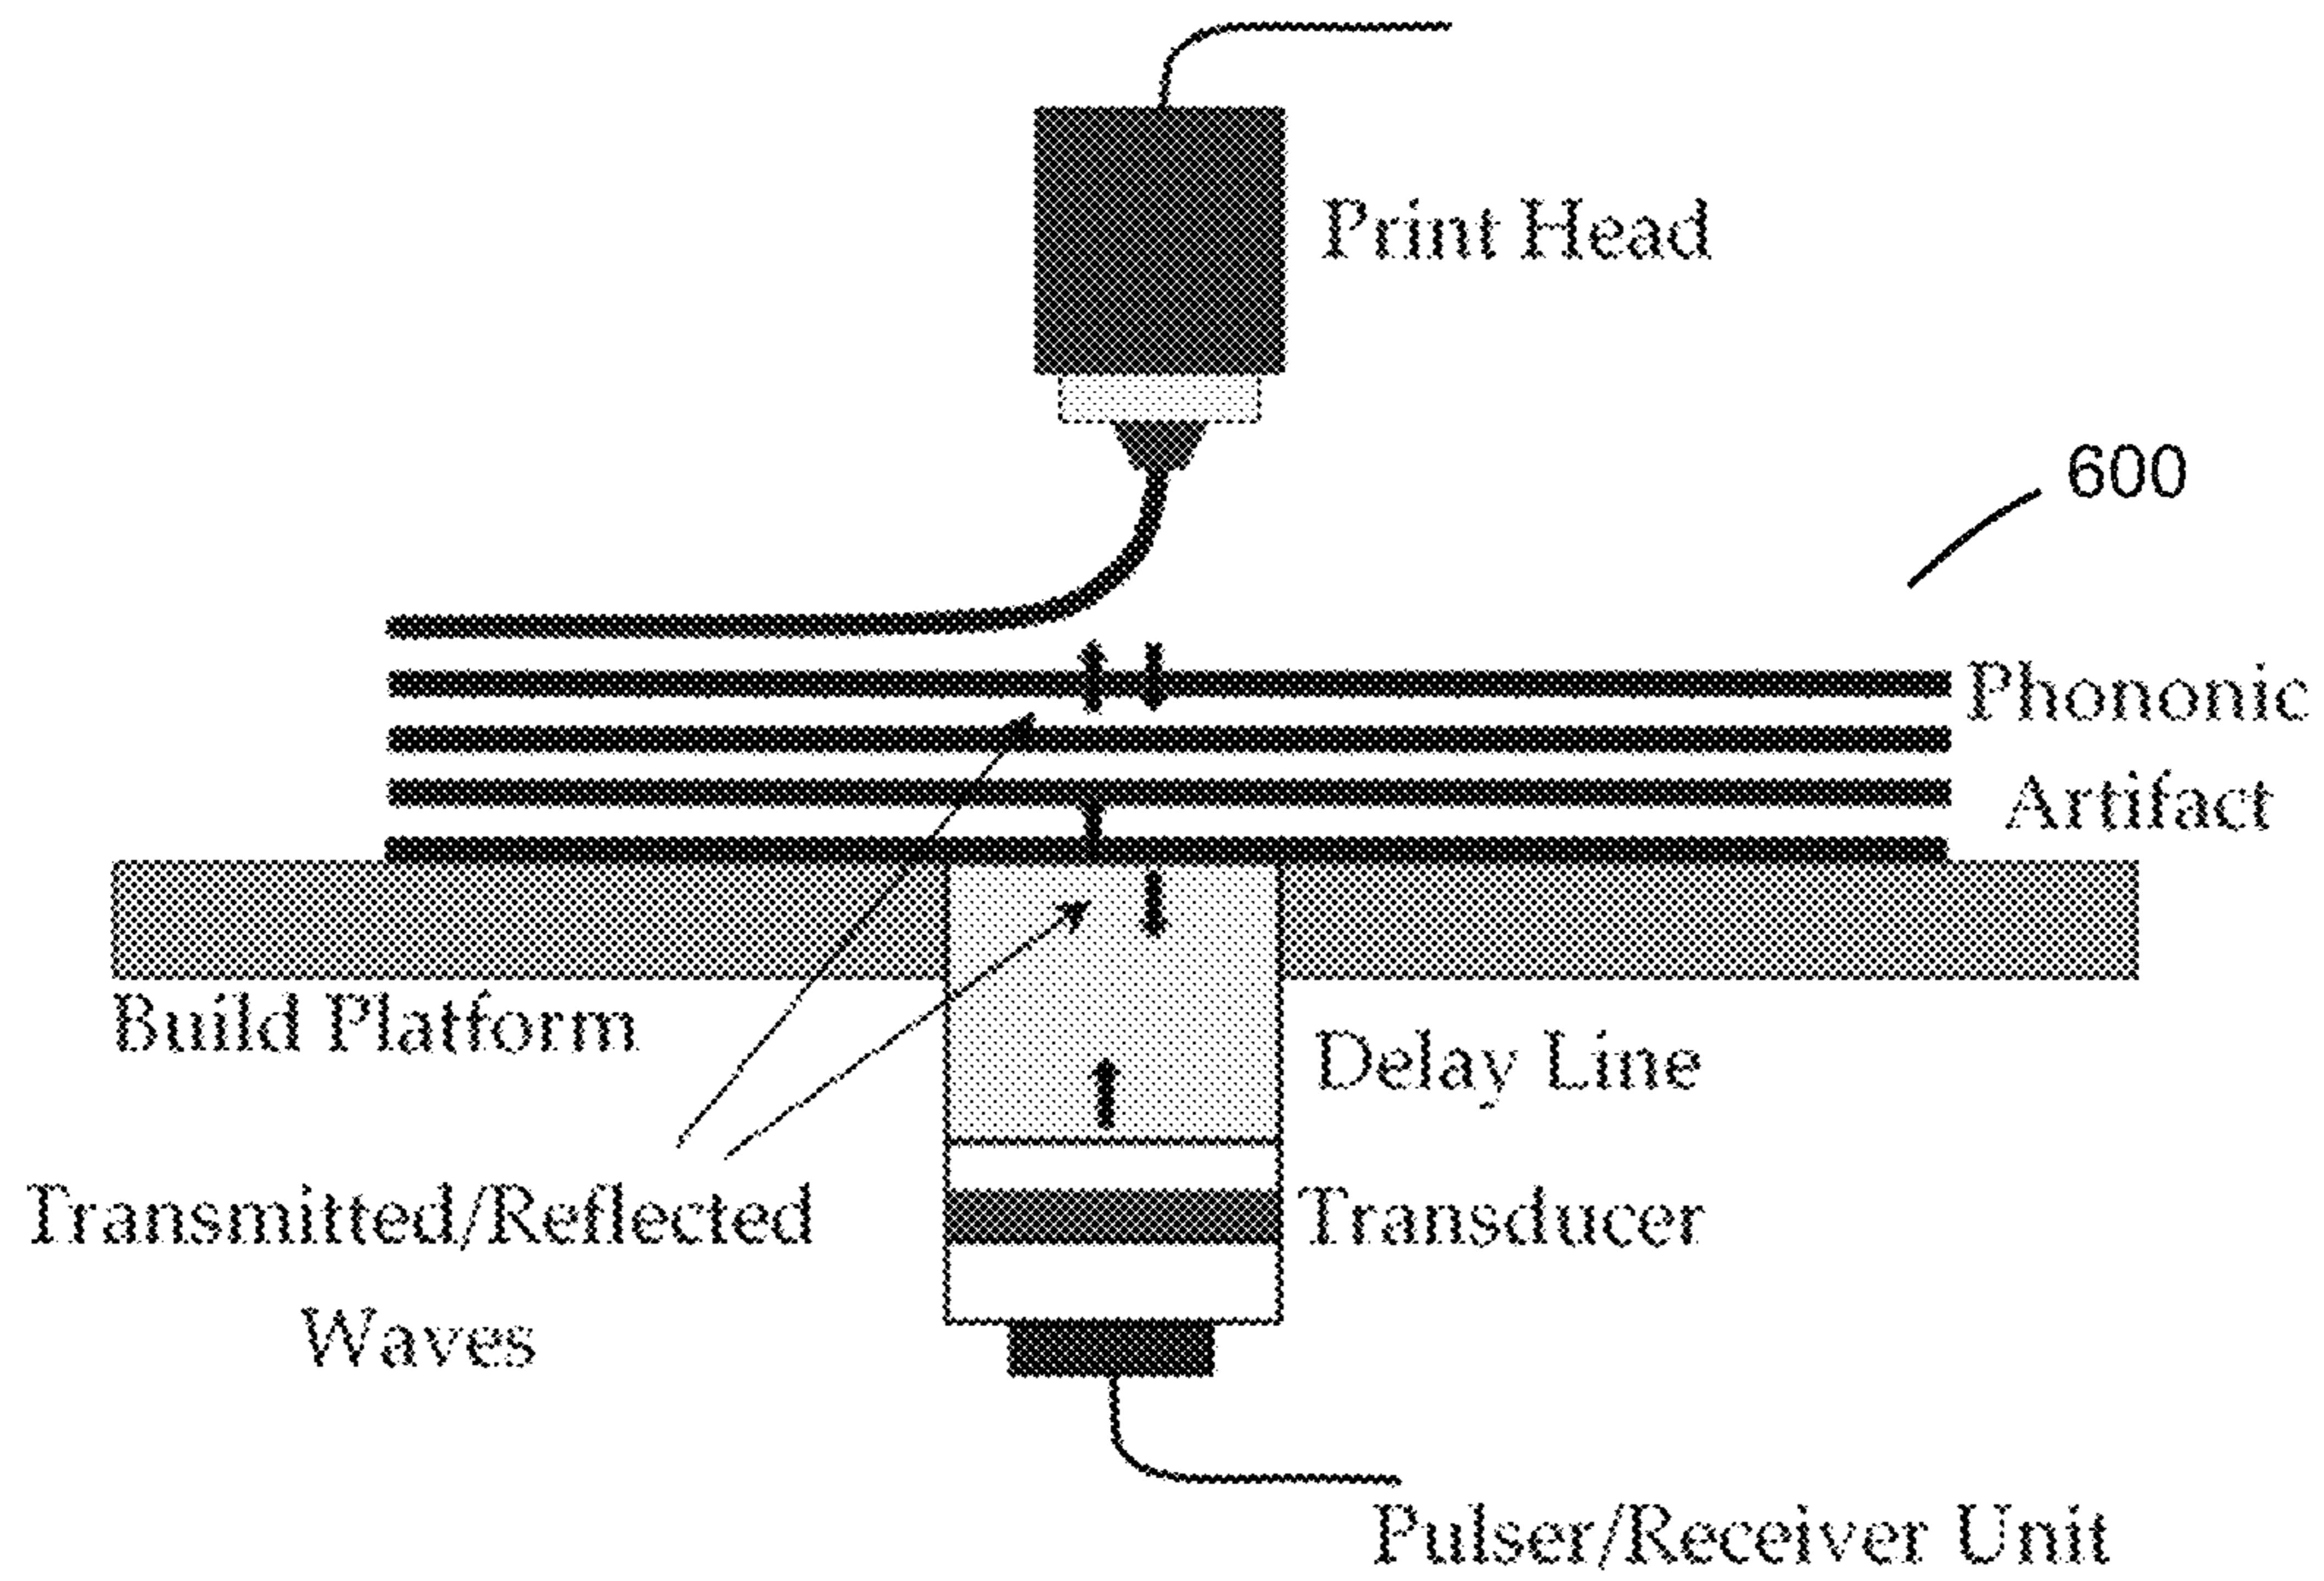 Print Head
600
Phononic
Artifact
Build Platform
Delay Line
Transmitted/Reflected
Waves
Transducer
Pulser/Receiver Unit